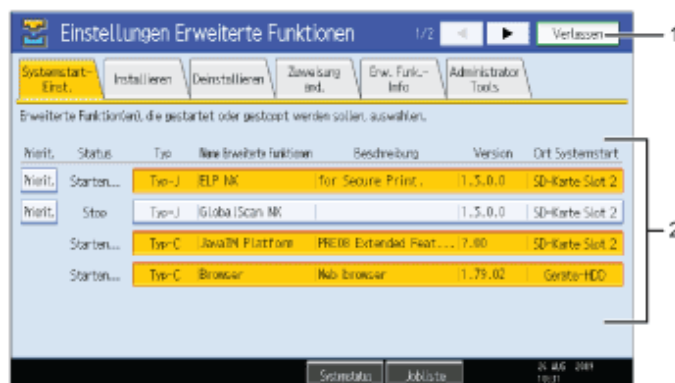 Einstellungen Erweiterte Funktionen 1/2 Verlassen 1
Systemstart-Einst. Installieren Deinstallieren Zuweisung änd. Erw. Funk.-Info Administrator Tools
Erweiterte Funktion(en), die gestartet oder gestoppt werden sollen, auswählen.
Priorit. Status Typ Name Erweiterte Funktionen Beschreibung Version Ort Systemstart
Priorit. Starten... Typ-J ELP NX for Secure Print. 1.5.0.0 SD-Karte Slot 2
Priorit. Stop Typ-J GlobalScan NX 1.5.0.0 SD-Karte Slot 2
2
Starten... Typ-C JavaTM Platform Extended Feat... 7.00 SD-Karte Slot 2
Starten... Typ-C Browser Web browser 1.79.02 Geräte-HDD
Systemstatus Jobliste 26 AUG 2009